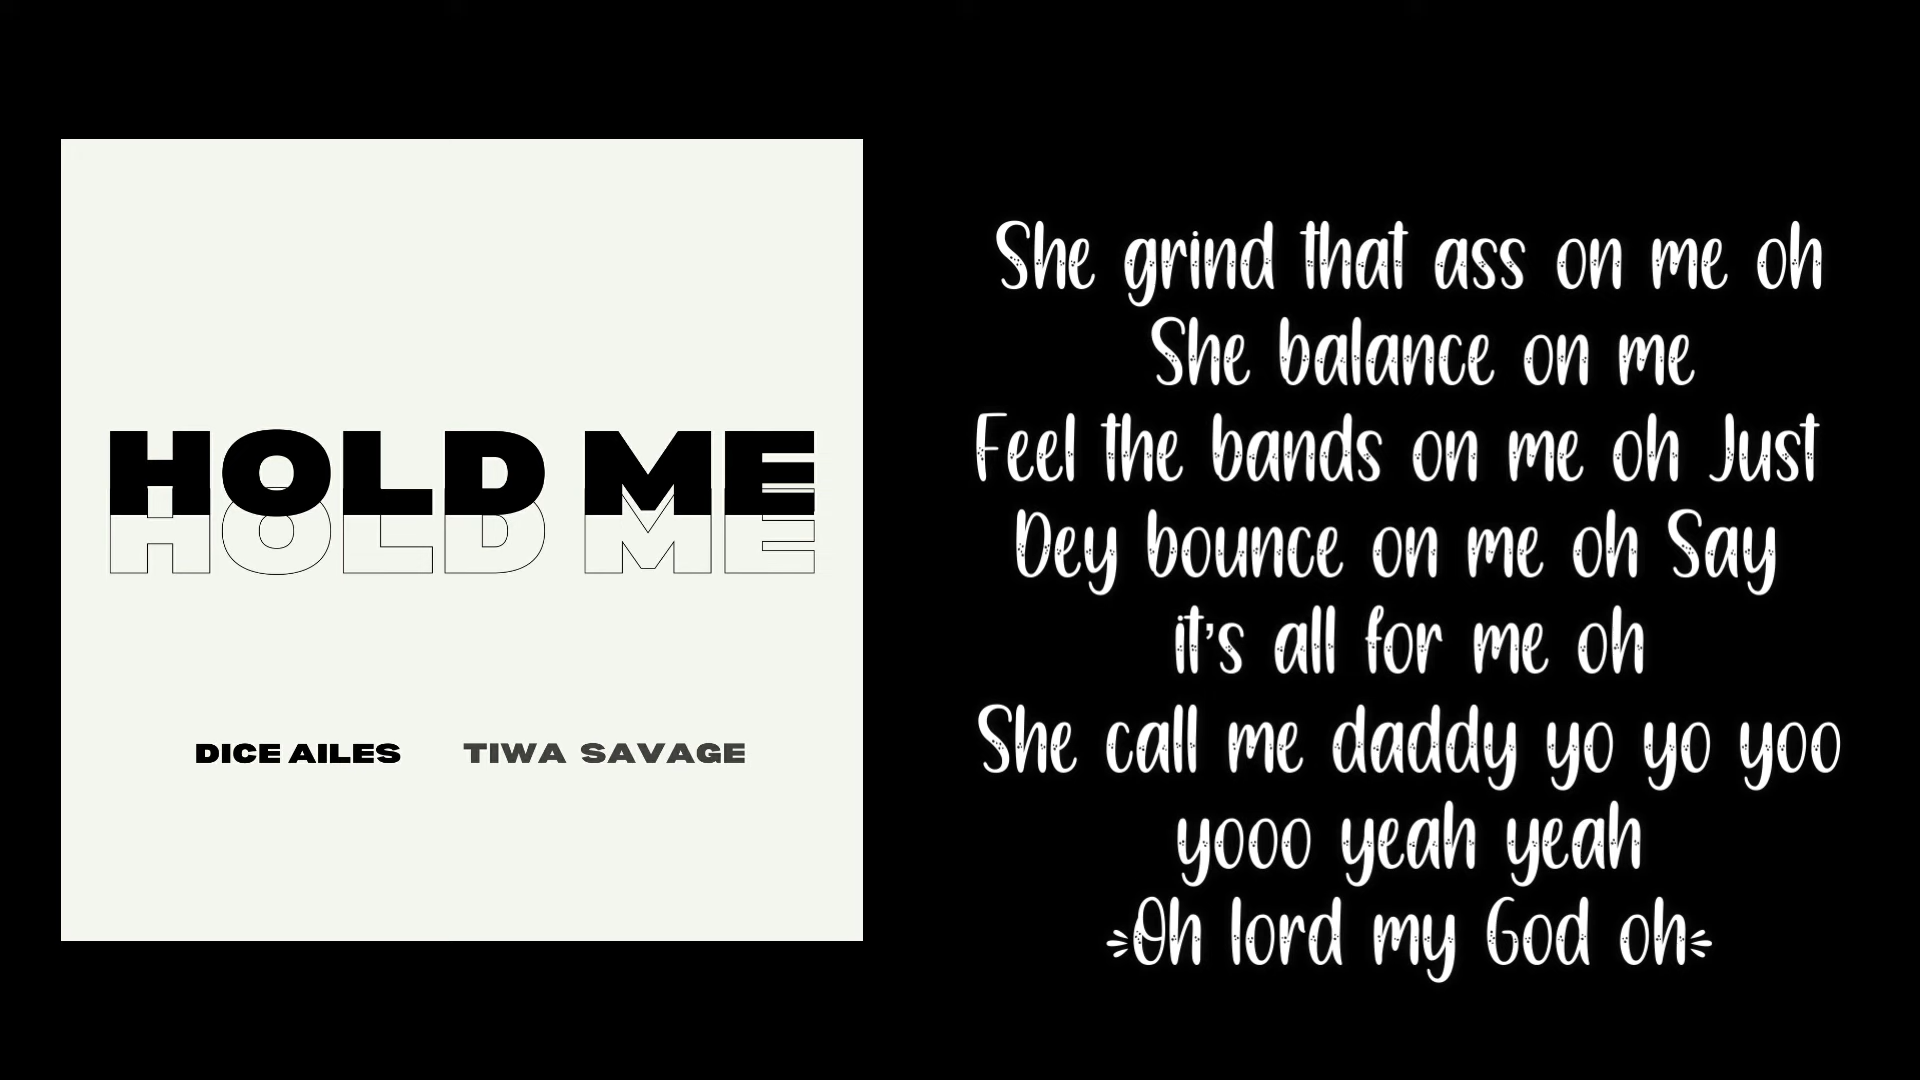 HOLD ME
HOLD ME
DICE AILES TIWA SAVAGE
She grind that ass on me oh
She balance on me
Feel the bands on me oh Just
Dey bounce on me oh Say
it's all for me oh
She call me daddy yo yo yoo
yooo yeah yeah
Oh lord my God oh